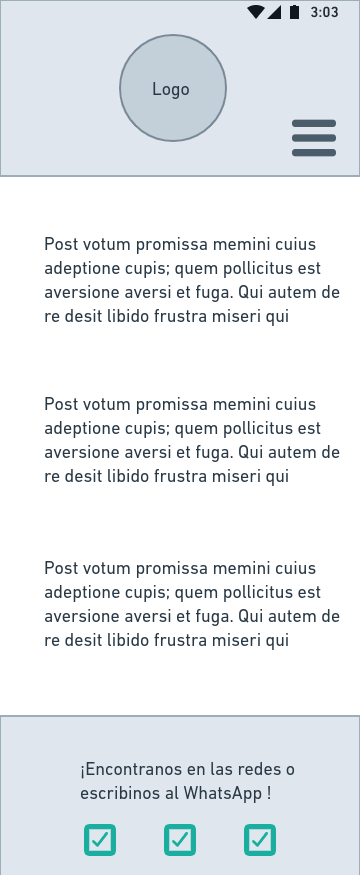 3:03
Logo
Post votum promissa memini cuius
adeptione cupis; quem pollicitus est
aversione aversi et fuga. Qui autem de
re desit libido frustra miseri qui
Post votum promissa memini cuius
adeptione cupis; quem pollicitus est
aversione aversi et fuga. Qui autem de
re desit libido frustra miseri qui
Post votum promissa memini cuius
adeptione cupis; quem pollicitus est
aversione aversi et fuga. Qui autem de
re desit libido frustra miseri qui
¡Encontranos en las redes o
escribinos al WhatsApp !